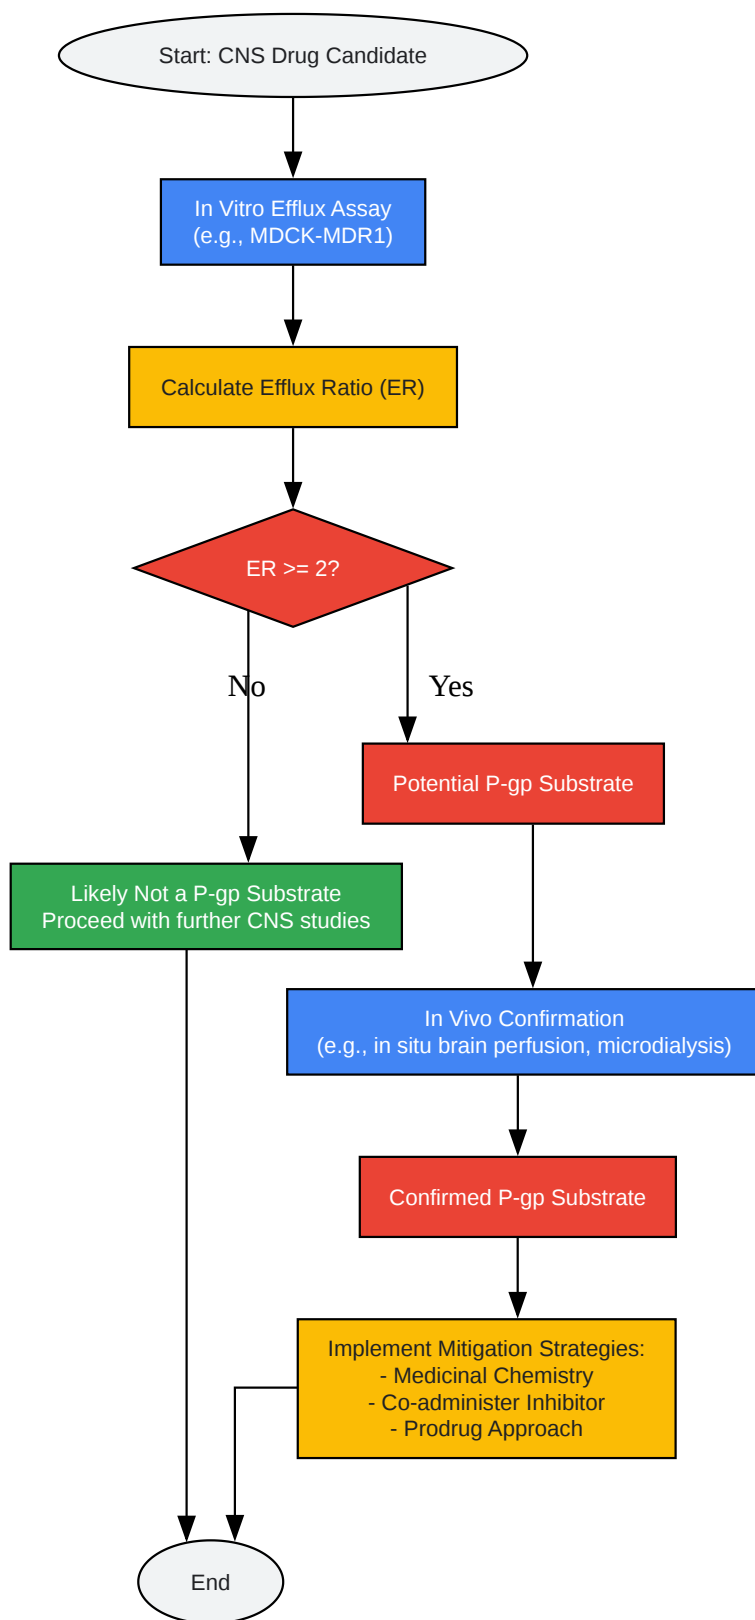 Start: CNS Drug Candidate
In Vitro Efflux Assay
(e.g., MDCK-MDR1)
Calculate Efflux Ratio (ER)
ER >= 2?
No
Yes
Potential P-gp Substrate
Likely Not a P-gp Substrate
Proceed with further CNS studies
In Vivo Confirmation
(e.g., in situ brain perfusion, microdialysis)
Confirmed P-gp Substrate
Implement Mitigation Strategies:
- Medicinal Chemistry
- Co-administer Inhibitor
- Prodrug Approach
End